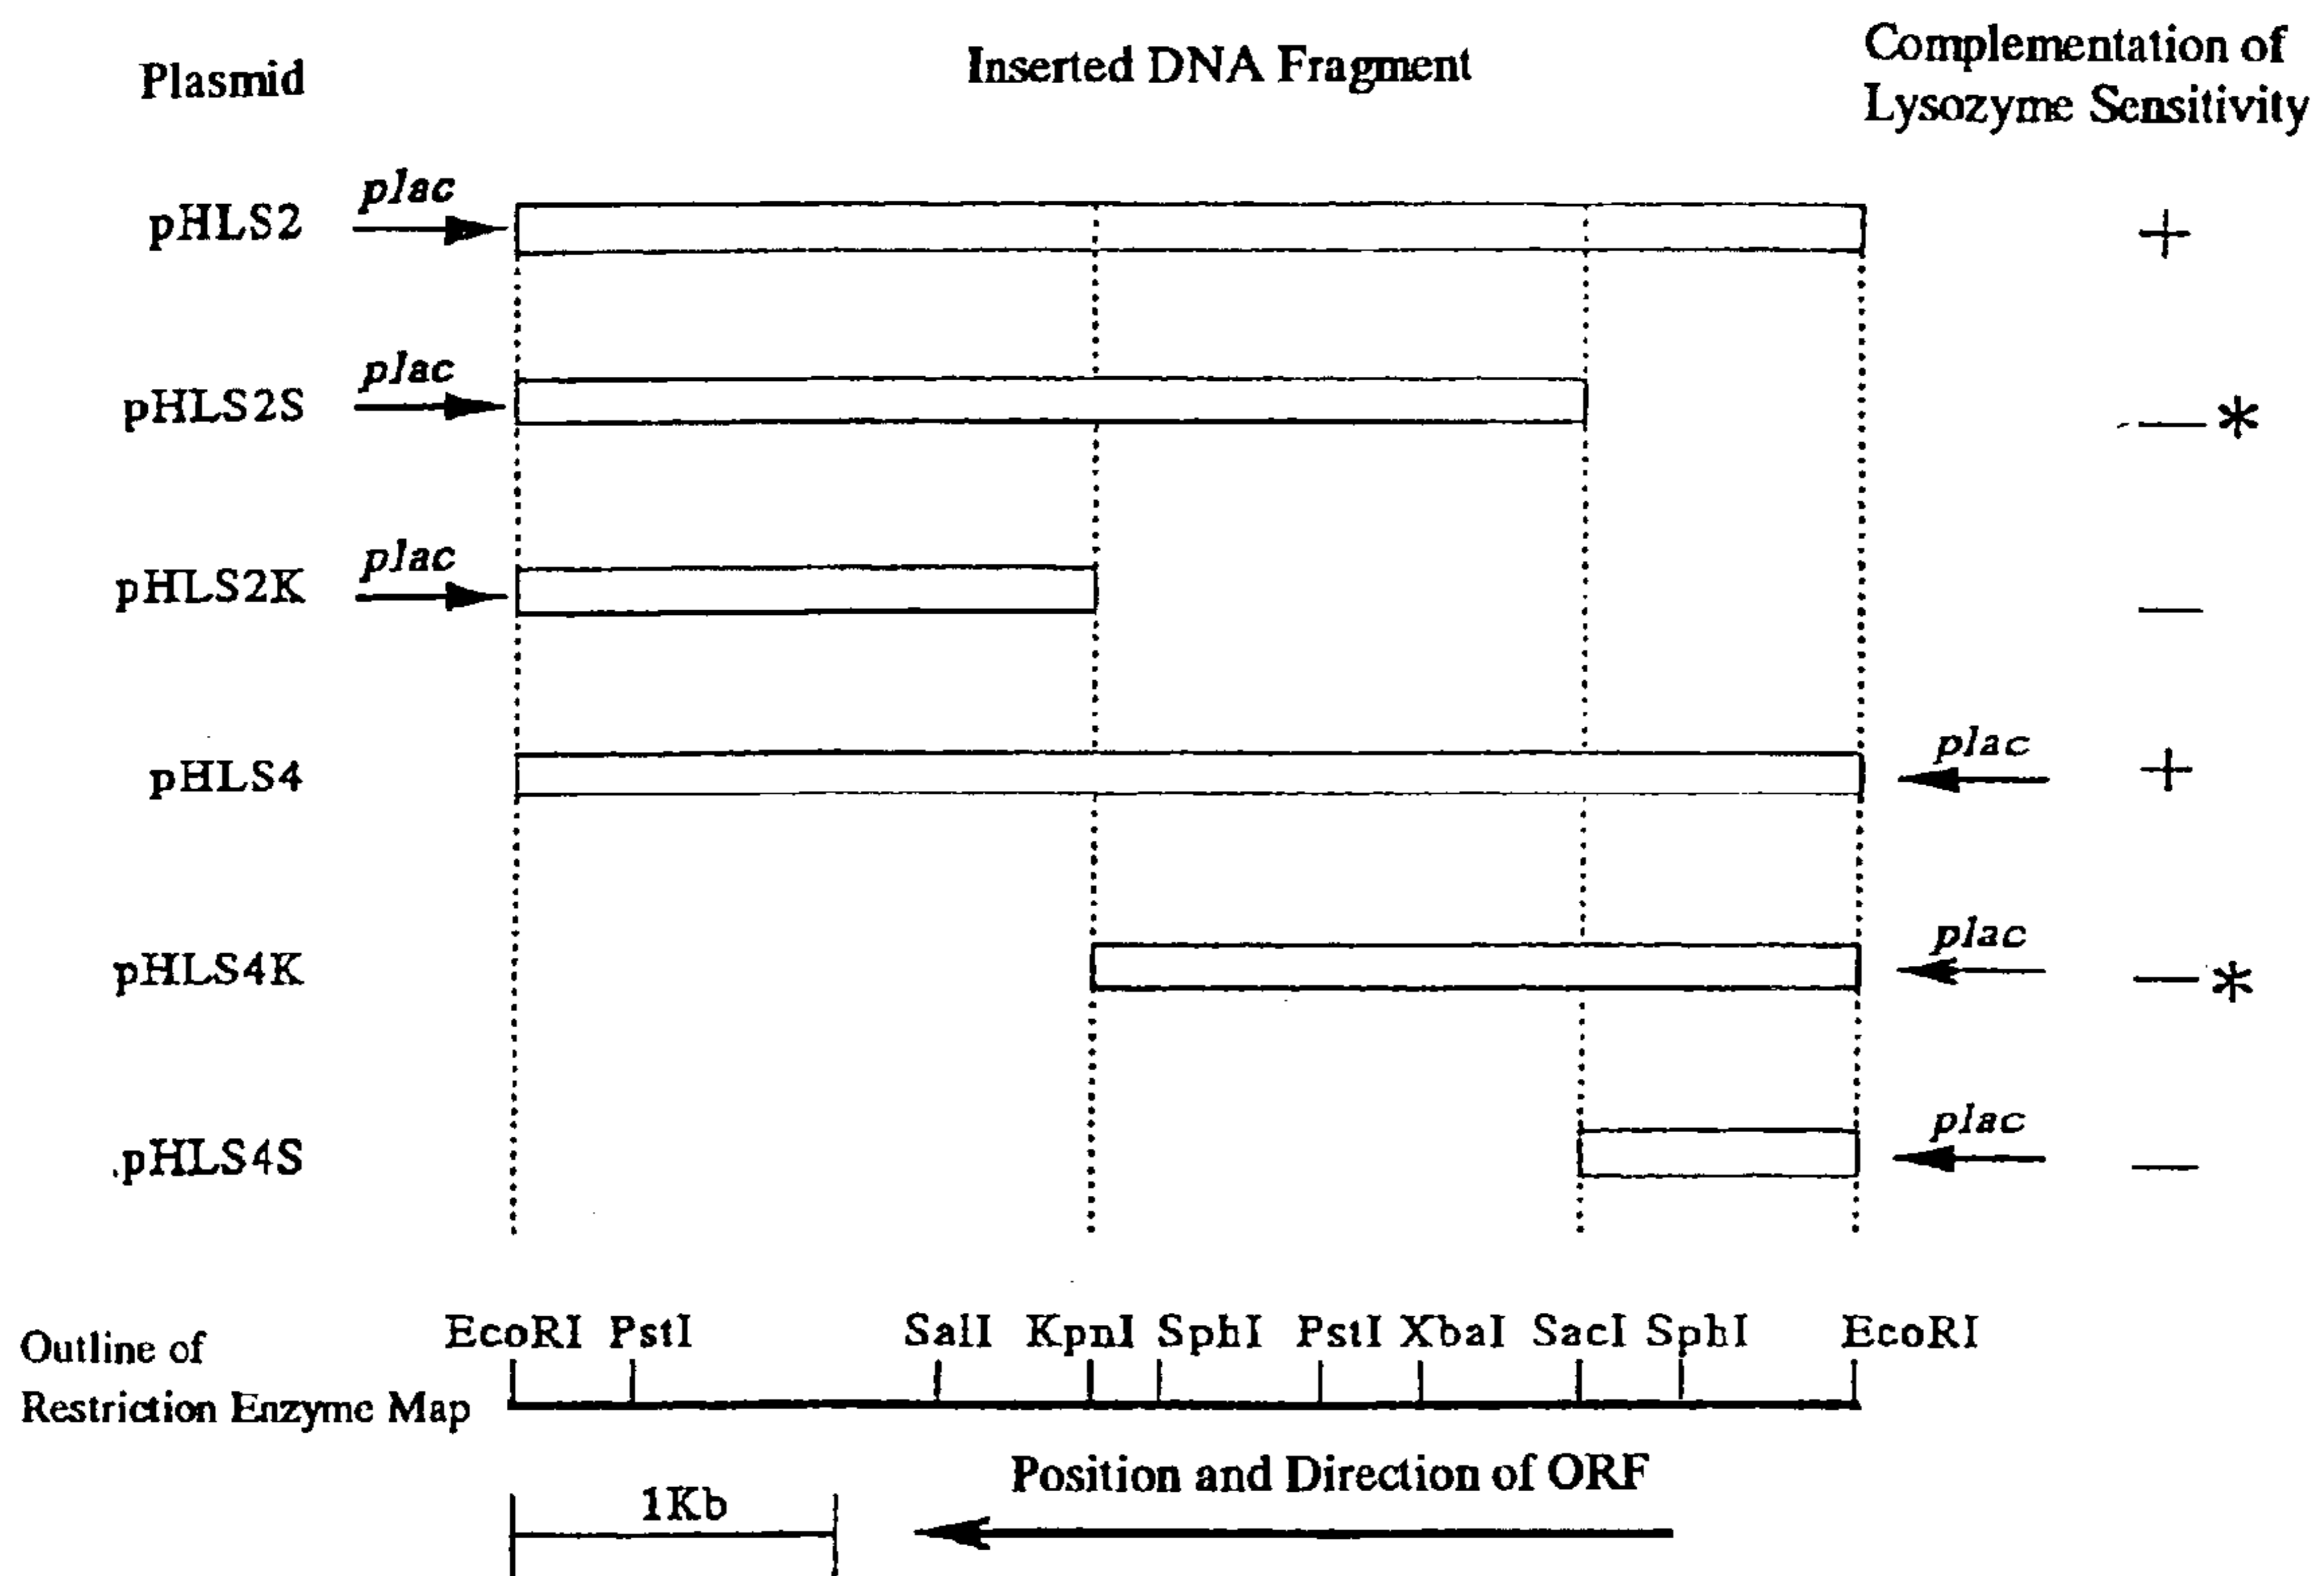 Plasmid
Inserted DNA Fragment
Complementation of
Lysozyme Sensitivity
pHLS2
plac
+
pHLS2S
plac
— *
pHLS2K
plac
—
pHLS4
plac
+
pHLS4K
plac
— *
pHLS4S
plac
—
Outline of
Restriction Enzyme Map
EcoRI PstI SalI KpnI SphI PstI XbaI SacI SphI EcoRI
Position and Direction of ORF
1Kb